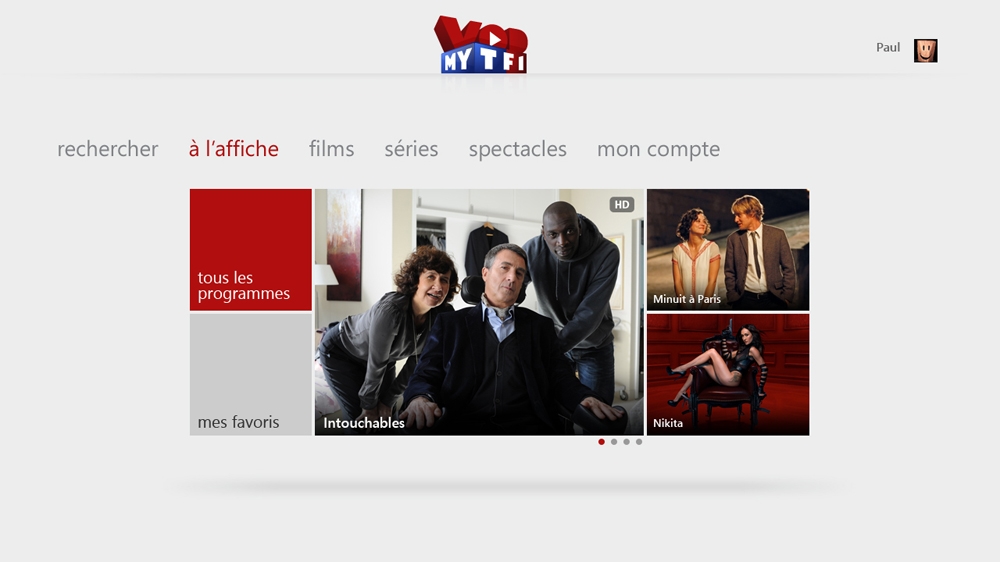 VOD
MYTF1
Paul
rechercher à l'affiche films séries spectacles mon compte
tous les
programmes
mes favoris
HD
Intouchables
Minuit à Paris
Nikita